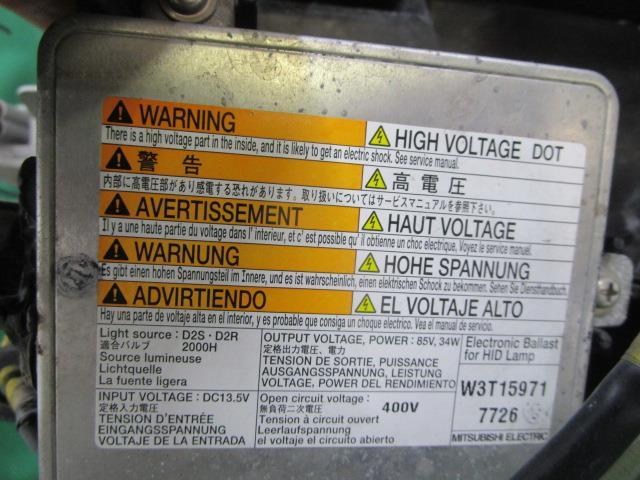 WARNING
HIGH VOLTAGE DOT
There is a high voltage part in the inside, and it is likely to get an electric shock. See service manual.
警告
高電圧
内部に高電圧部があり感電する恐れがあります。取り扱いについてはサービスマニュアルを参照下さい。
AVERTISSEMENT
HAUT VOLTAGE
Il y a une haute partie du voltage dans l' interieur, et c' est possible qu' il obtienne un choc electrique. Voyez le service manuel.
WARNUNG
HOHE SPANNUNG
Es gibt einen hohen Spannungsteil im Innere, und es ist wahrscheinlich, einen elektrischen Schock zu bekommen. Sehen Sie Diensthandbuch.
ADVIRTIENDO
EL VOLTAJE ALTO
Hay una parte de voltaje alta en el interior, y es probable que consiga un choque eléctrico. Vea el manual de servicio.
Light source : D2S・D2R
適合バルブ 2000H
Source lumineuse
Lichtquelle
La fuente ligera
OUTPUT VOLTAGE, POWER : 85V, 34W
定格出力電圧、電力
TENSION DE SORTIE, PUISSANCE
AUSGANGSSPANNUNG, LEISTUNG
VOLTAGE, POWER DEL RENDIMIENTO
Electronic Ballast
for HID Lamp
W3T15971
7726
MITSUBISHI ELECTRIC
INPUT VOLTAGE : DC13.5V
定格入力電圧
TENSION D'ENTRÉE
EINGANGSSPANNUNG
VOLTAJE DE LA ENTRADA
Open circuit voltage :
無負荷二次電圧 400V
Tension à circuit ouvert
Leerlaufspannung
el voltaje el circuito abierto